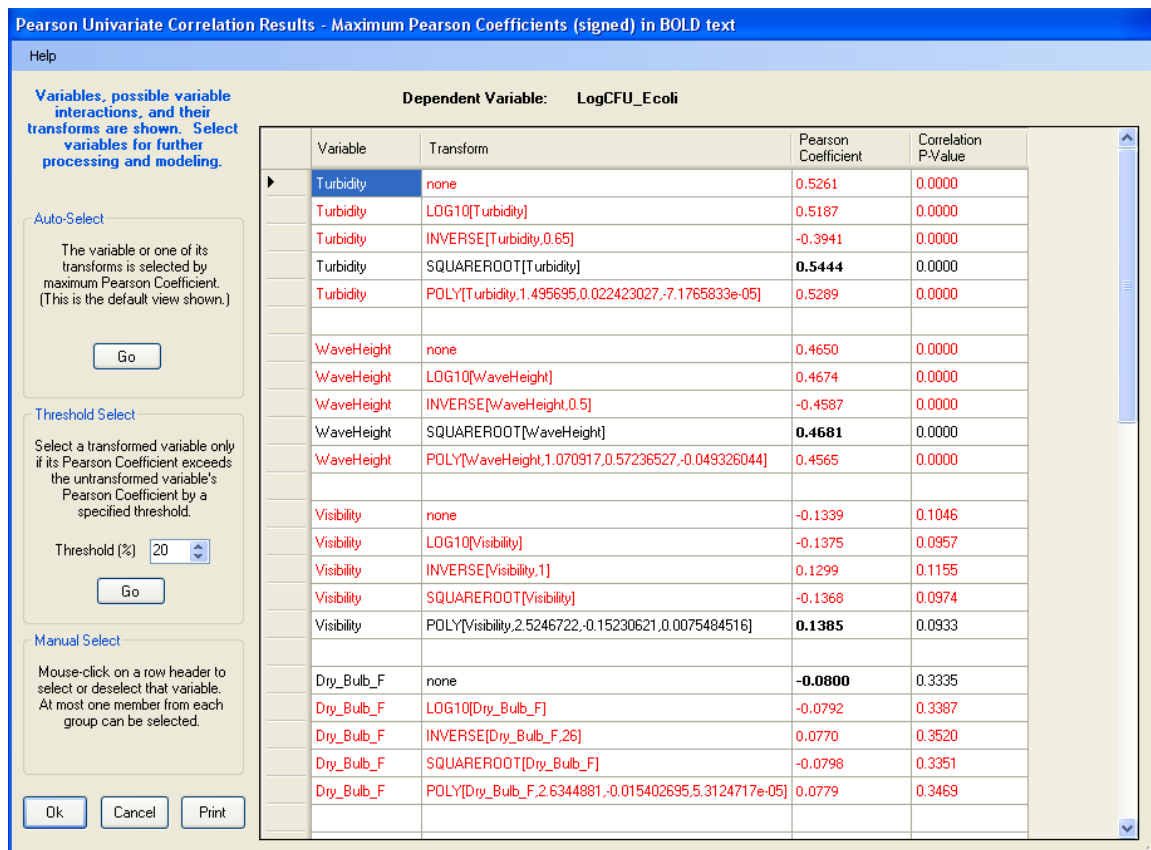 Pearson Univariate Correlation Results - Maximum Pearson Coefficients (signed) in BOLD text
Help
Variables, possible variable
interactions, and their
transforms are shown. Select
variables for further
processing and modeling.
Auto-Select
The variable or one of its
transforms is selected by
maximum Pearson Coefficient.
(This is the default view shown.)
Go
Threshold Select
Select a transformed variable only
if its Pearson Coefficient exceeds
the untransformed variable's
Pearson Coefficient by a
specified threshold.
Threshold (%) 20
Go
Manual Select
Mouse-click on a row header to
select or deselect that variable.
At most one member from each
group can be selected.
Ok Cancel Print
Dependent Variable: LogCFU_Ecoli
Variable Transform Pearson Coefficient Correlation P-Value
Turbidity none 0.5261 0.0000
Turbidity LOG10[Turbidity] 0.5187 0.0000
Turbidity INVERSE[Turbidity,0.65] -0.3941 0.0000
Turbidity SQUAREROOT[Turbidity] 0.5444 0.0000
Turbidity POLY[Turbidity,1.495695,0.022423027,-7.1765833e-05] 0.5289 0.0000
WaveHeight none 0.4650 0.0000
WaveHeight LOG10[WaveHeight] 0.4674 0.0000
WaveHeight INVERSE[WaveHeight,0.5] -0.4587 0.0000
WaveHeight SQUAREROOT[WaveHeight] 0.4681 0.0000
WaveHeight POLY[WaveHeight,1.070917,0.57236527,-0.049326044] 0.4565 0.0000
Visibility none -0.1339 0.1046
Visibility LOG10[Visibility] -0.1375 0.0957
Visibility INVERSE[Visibility,1] 0.1299 0.1155
Visibility SQUAREROOT[Visibility] -0.1368 0.0974
Visibility POLY[Visibility,2.5246722,-0.15230621,0.0075484516] 0.1385 0.0933
Dry_Bulb_F none -0.0800 0.3335
Dry_Bulb_F LOG10[Dry_Bulb_F] -0.0792 0.3387
Dry_Bulb_F INVERSE[Dry_Bulb_F,26] 0.0770 0.3520
Dry_Bulb_F SQUAREROOT[Dry_Bulb_F] -0.0798 0.3351
Dry_Bulb_F POLY[Dry_Bulb_F,2.6344881,-0.015402695,5.3124717e-05] 0.0779 0.3469